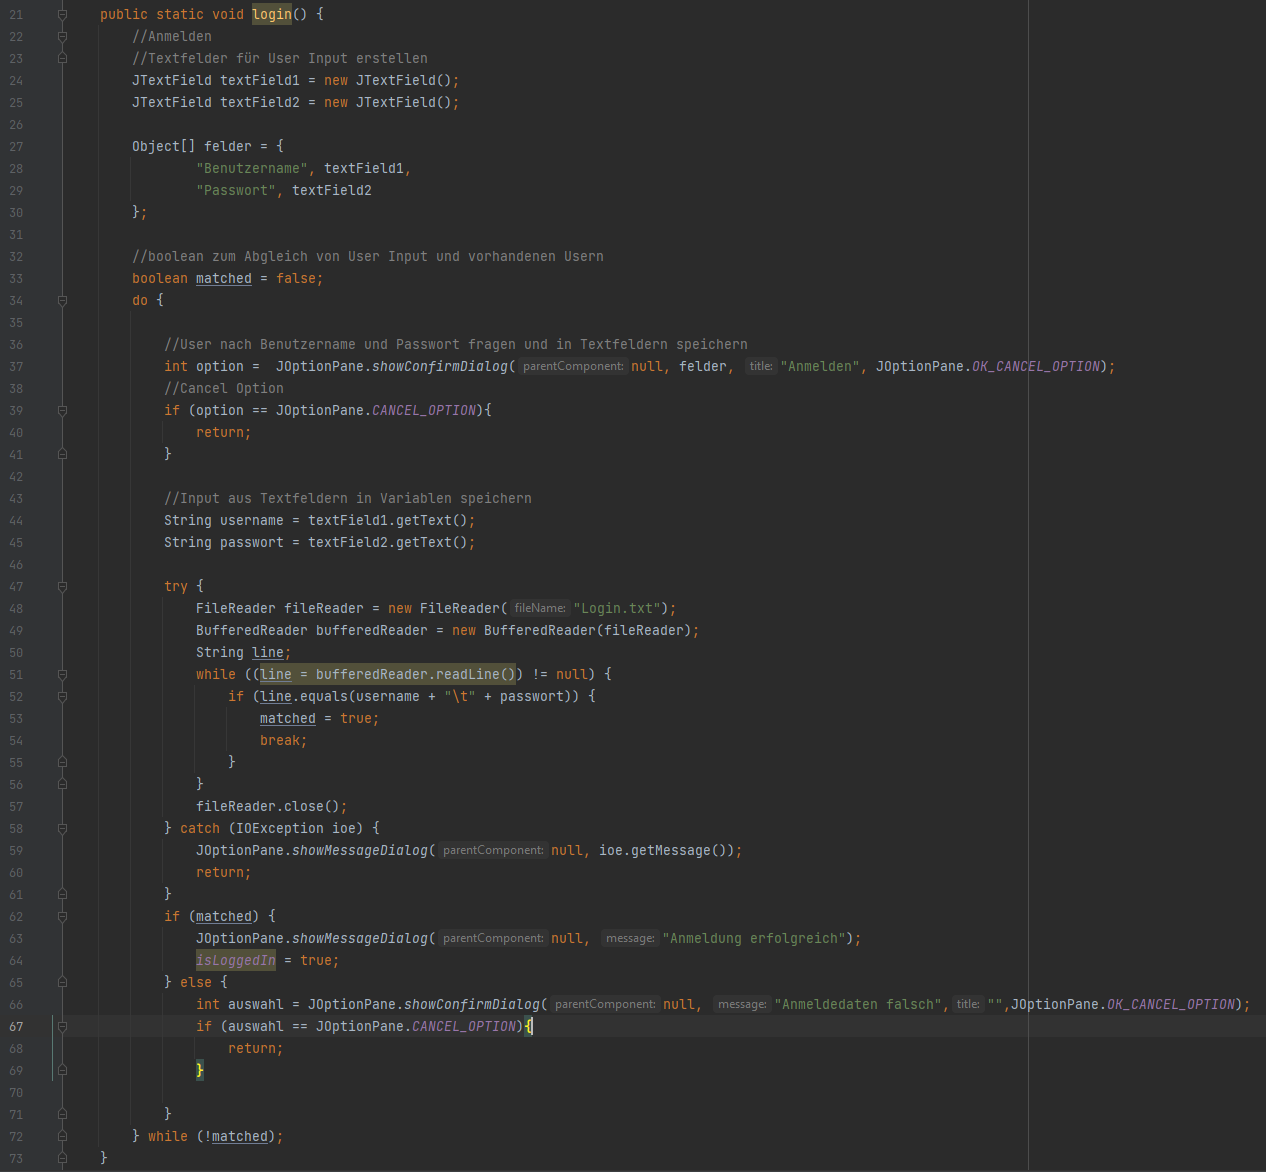 21 public static void login() {
22 //Anmelden
23 //Textfelder für User Input erstellen
24 JTextField textField1 = new JTextField();
25 JTextField textField2 = new JTextField();
26
27 Object[] felder = {
28 "Benutzername", textField1,
29 "Passwort", textField2
30 };
31
32 //boolean zum Abgleich von User Input und vorhandenen Usern
33 boolean matched = false;
34 do {
35
36 //User nach Benutzername und Passwort fragen und in Textfeldern speichern
37 int option =  JOptionPane.showConfirmDialog( parentComponent: null, felder, title: "Anmelden", JOptionPane.OK_CANCEL_OPTION);
38 //Cancel Option
39 if (option == JOptionPane.CANCEL_OPTION){
40 return;
41 }
42
43 //Input aus Textfeldern in Variablen speichern
44 String username = textField1.getText();
45 String passwort = textField2.getText();
46
47 try {
48 FileReader fileReader = new FileReader( fileName: "Login.txt");
49 BufferedReader bufferedReader = new BufferedReader(fileReader);
50 String line;
51 while ((line = bufferedReader.readLine()) != null) {
52 if (line.equals(username + "\t" + passwort)) {
53 matched = true;
54 break;
55 }
56 }
57 fileReader.close();
58 } catch (IOException ioe) {
59 JOptionPane.showMessageDialog( parentComponent: null, ioe.getMessage());
60 return;
61 }
62 if (matched) {
63 JOptionPane.showMessageDialog( parentComponent: null, message: "Anmeldung erfolgreich");
64 isLoggedIn = true;
65 } else {
66 int auswahl = JOptionPane.showConfirmDialog( parentComponent: null, message: "Anmeldedaten falsch", title: "",JOptionPane.OK_CANCEL_OPTION);
67 if (auswahl == JOptionPane.CANCEL_OPTION){
68 return;
69 }
70
71 }
72 } while (!matched);
73 }